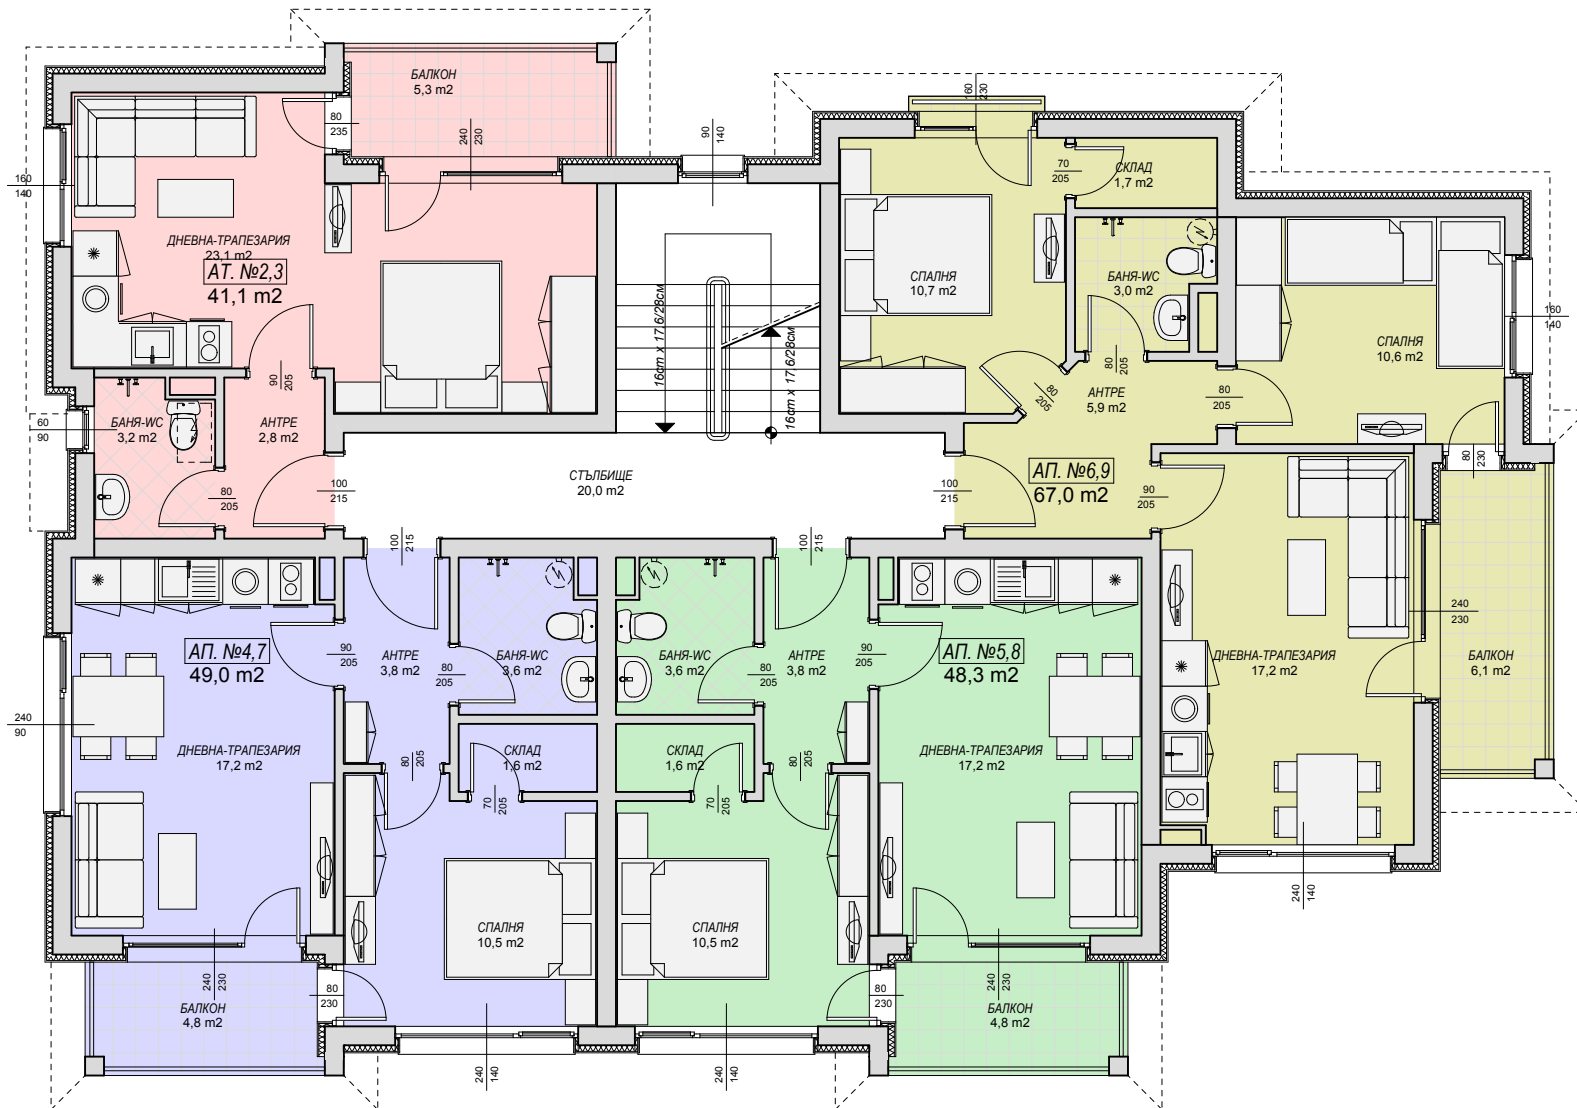 БАЛКОН
5,3 m2
160
230
90
140
240
230
80
235
160
140
ДНЕВНА-ТРАПЕЗАРИЯ
23,1 m2
АТ. №2,3
41,1 m2
90
205
60
90
БАНЯ-WC
3,2 m2
АНТРЕ
2,8 m2
80
205
100
215
16cm x 17,6/28см
16cm x 17,6/28см
СТЪЛБИЩЕ
20,0 m2
70
205
СКЛАД
1,7 m2
СПАЛНЯ
10,7 m2
БАНЯ-WC
3,0 m2
СПАЛНЯ
10,6 m2
160
140
80
205
80
205
АНТРЕ
5,9 m2
80
205
АП. №6,9
67,0 m2
100
215
90
205
80
230
240
230
БАЛКОН
6,1 m2
ДНЕВНА-ТРАПЕЗАРИЯ
17,2 m2
240
140
100
215
100
215
АП. №4,7
49,0 m2
90
205
АНТРЕ
3,8 m2
80
205
БАНЯ-WC
3,6 m2
БАНЯ-WC
3,6 m2
80
205
АНТРЕ
3,8 m2
90
205
АП. №5,8
48,3 m2
240
90
ДНЕВНА-ТРАПЕЗАРИЯ
17,2 m2
80
205
СКЛАД
1,6 m2
СКЛАД
1,6 m2
80
205
ДНЕВНА-ТРАПЕЗАРИЯ
17,2 m2
70
205
70
205
СПАЛНЯ
10,5 m2
СПАЛНЯ
10,5 m2
240
230
80
230
80
230
240
230
БАЛКОН
4,8 m2
БАЛКОН
4,8 m2
240
140
240
140